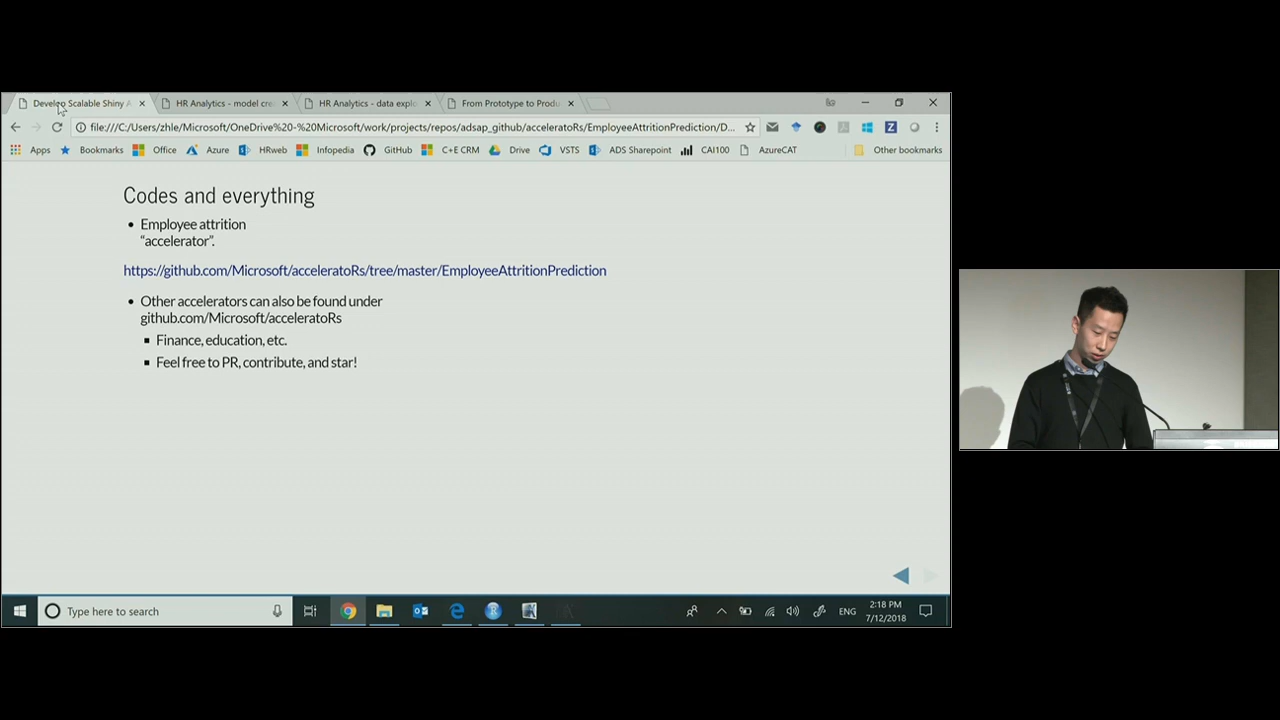 Develop Scalable Shiny A
HR Analytics - model cre
HR Analytics - data explo
From Prototype to Produ
file:///C:/Users/zhle/Microsoft/OneDrive%20-%20Microsoft/work/projects/repos/adsap_github/acceleratoRs/EmployeeAttritionPrediction/D...
Apps Bookmarks Office Azure HRweb Infopedia GitHub C+E CRM Drive VSTS ADS Sharepoint CAI100 AzureCAT Other bookmarks
Codes and everything
• Employee attrition
“accelerator”.
https://github.com/Microsoft/acceleratoRs/tree/master/EmployeeAttritionPrediction
• Other accelerators can also be found under
github.com/Microsoft/acceleratoRs
▪ Finance, education, etc.
▪ Feel free to PR, contribute, and star!
Type here to search
ENG
2:18 PM
7/12/2018